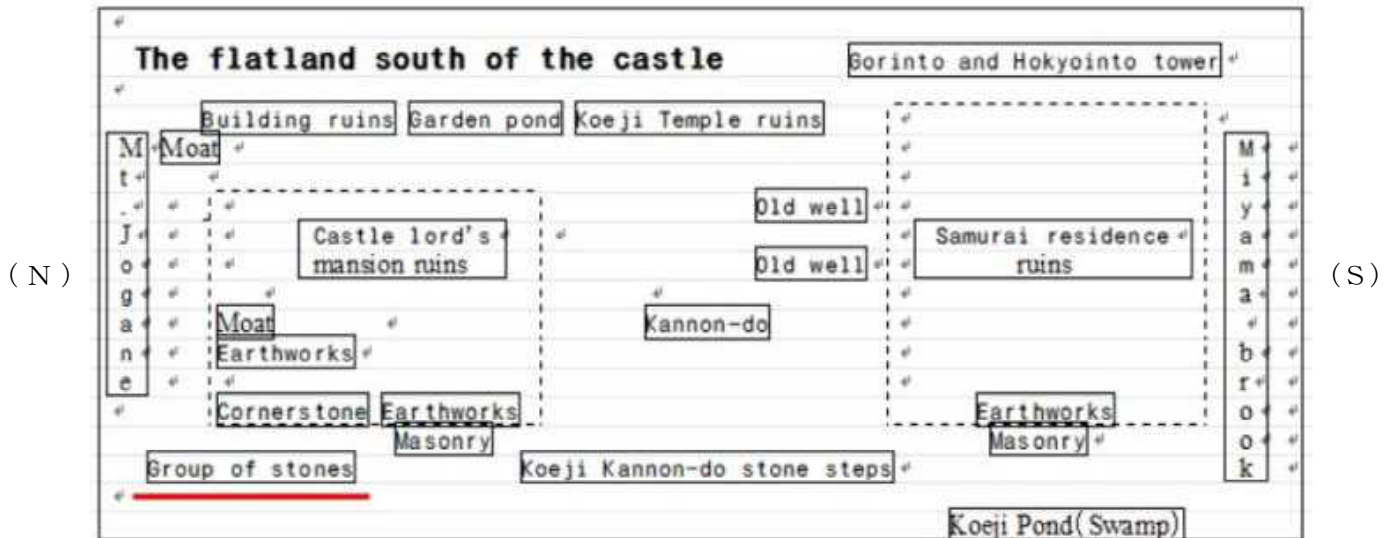 The flatland south of the castle
Gorinto and Hokyointo tower
Building ruins
Garden pond
Koeji Temple ruins
Mt.Jogane
Moat
Old well
Castle lord's
mansion ruins
Old well
Samurai residence
ruins
Miyama brook
(N)
(S)
Moat
Kannon-do
Earthworks
Cornerstone
Earthworks
Masonry
Earthworks
Masonry
Group of stones
Koeji Kannon-do stone steps
Koeji Pond(Swamp)